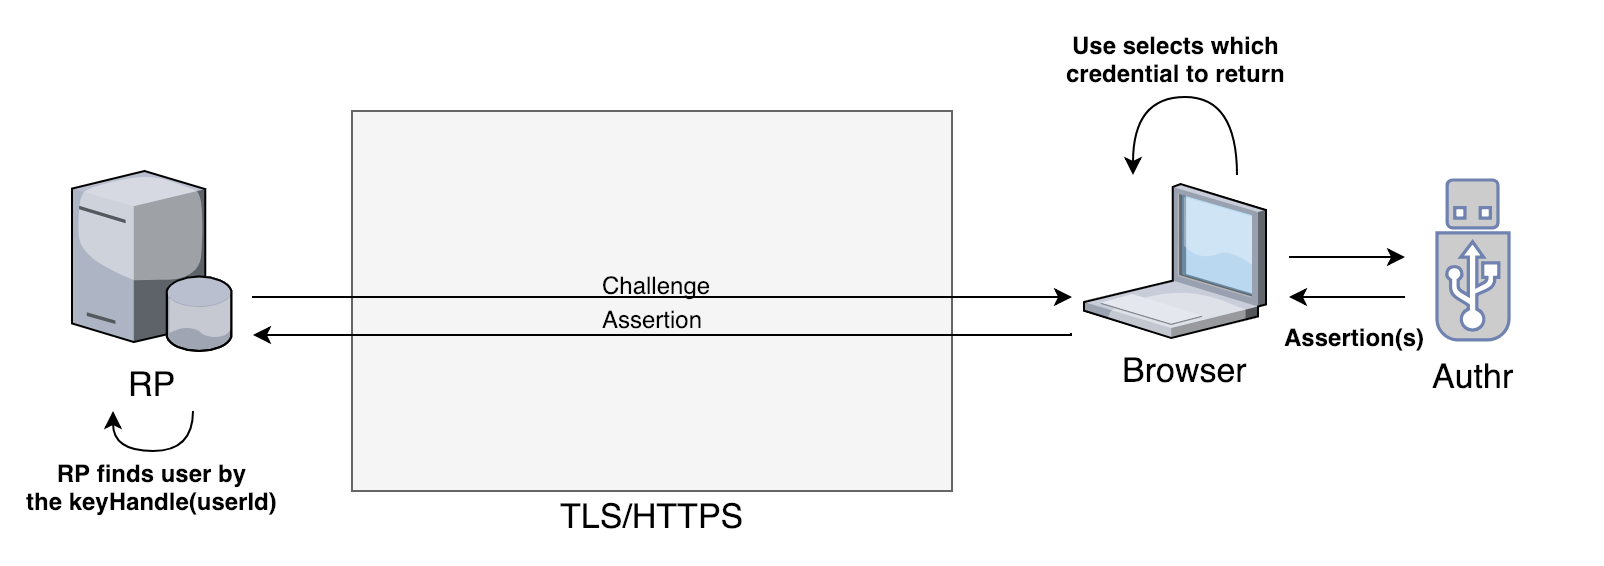 Use selects which
credential to return
Challenge
Assertion
Assertion(s)
RP
Browser
Authr
RP finds user by
the keyHandle(userId)
TLS/HTTPS